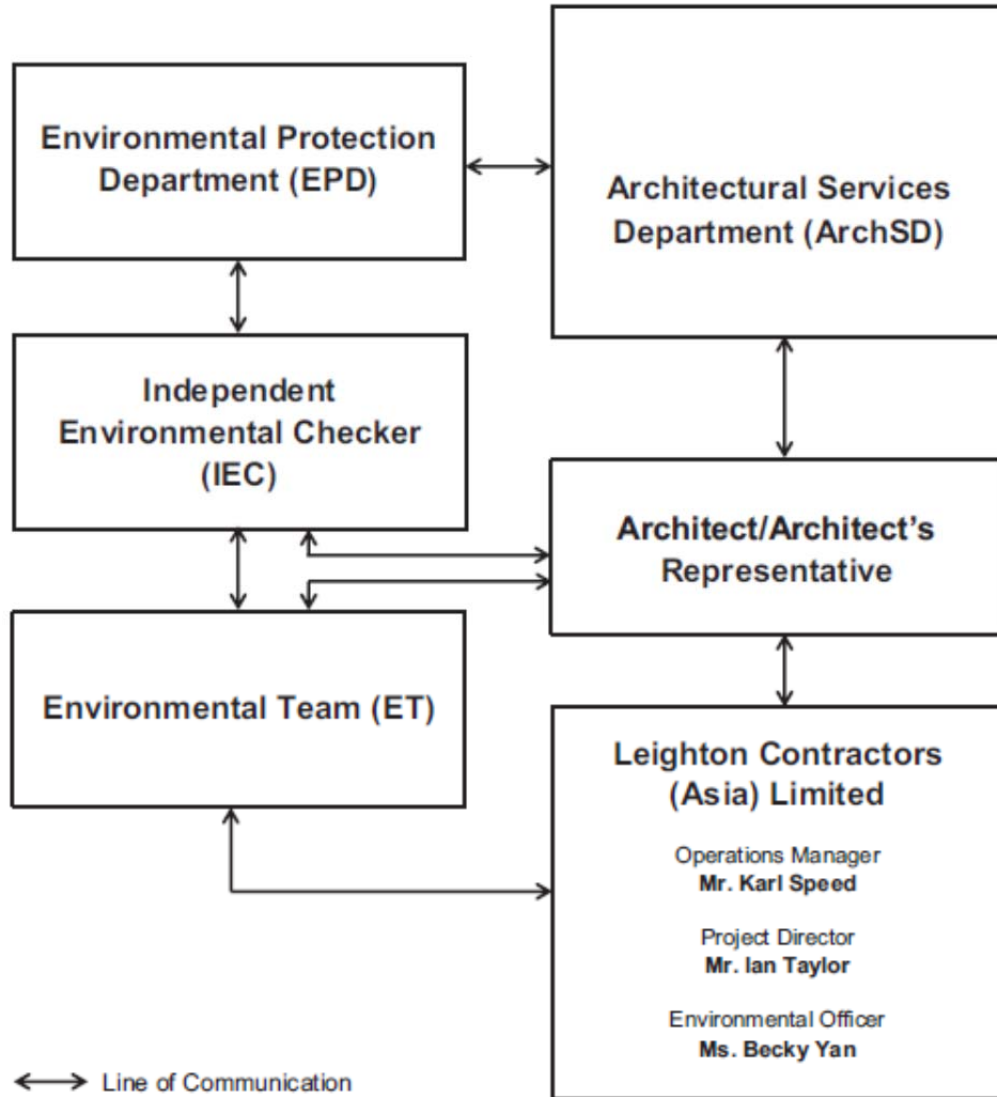 Environmental Protection
Department (EPD)
Architectural Services
Department (ArchSD)
Independent
Environmental Checker
(IEC)
Architect/Architect’s
Representative
Environmental Team (ET)
Leighton Contractors
(Asia) Limited
Operations Manager
Mr. Karl Speed
Project Director
Mr. Ian Taylor
Environmental Officer
Ms. Becky Yan
Line of Communication